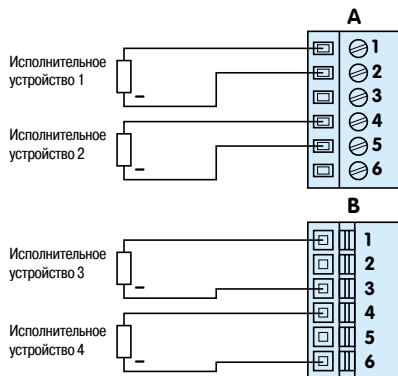 A
Исполнительное
устройство 1
–
1
2
3
Исполнительное
устройство 2
–
4
5
6
B
Исполнительное
устройство 3
–
1
2
3
Исполнительное
устройство 4
–
4
5
6